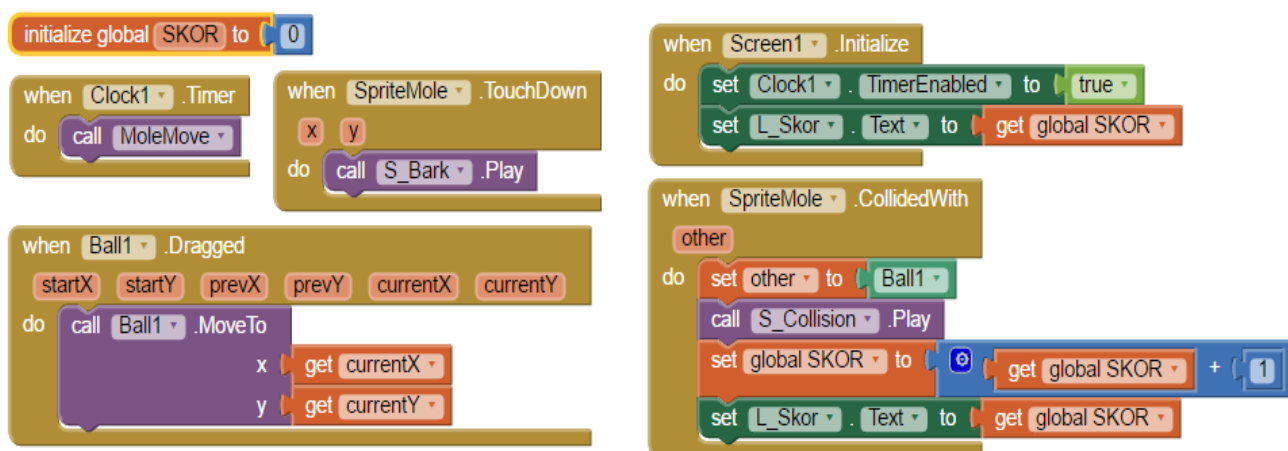 initialize global SKOR to 0
when Clock1 .Timer
do call MoleMove
when SpriteMole .TouchDown
x y
do call S_Bark .Play
when Ball1 .Dragged
startX startY prevX prevY currentX currentY
do call Ball1 .MoveTo
x get currentX
y get currentY
when Screen1 .Initialize
do set Clock1 . TimerEnabled to true
set L_Skor . Text to get global SKOR
when SpriteMole .CollidedWith
other
do set other to Ball1
call S_Collision .Play
set global SKOR to get global SKOR + 1
set L_Skor . Text to get global SKOR